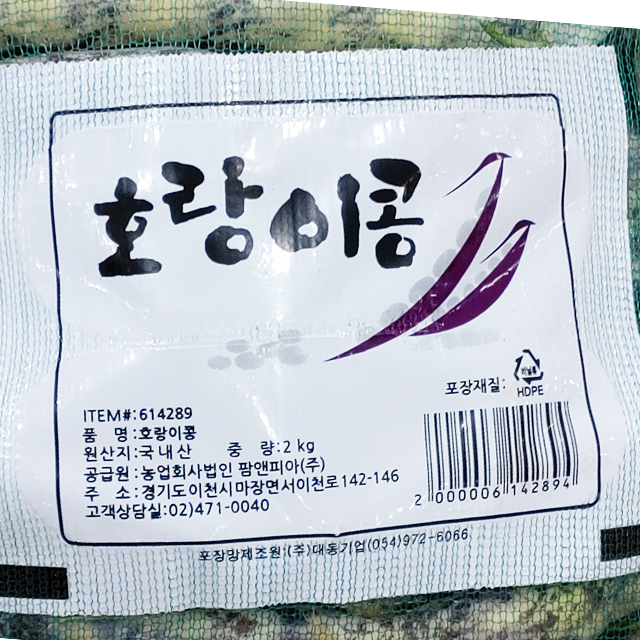 호랑이콩
포장재질:
비닐류
HDPE
ITEM#:614289
품 명:호랑이콩
원산지:국내산 중 량:2 kg
공급원:농업회사법인 팜앤피아(주)
주 소:경기도이천시마장면서이천로142-146
고객상담실:02)471-0040
2 000006 142894
포장망제조원:(주)대동기업(054)972-6066